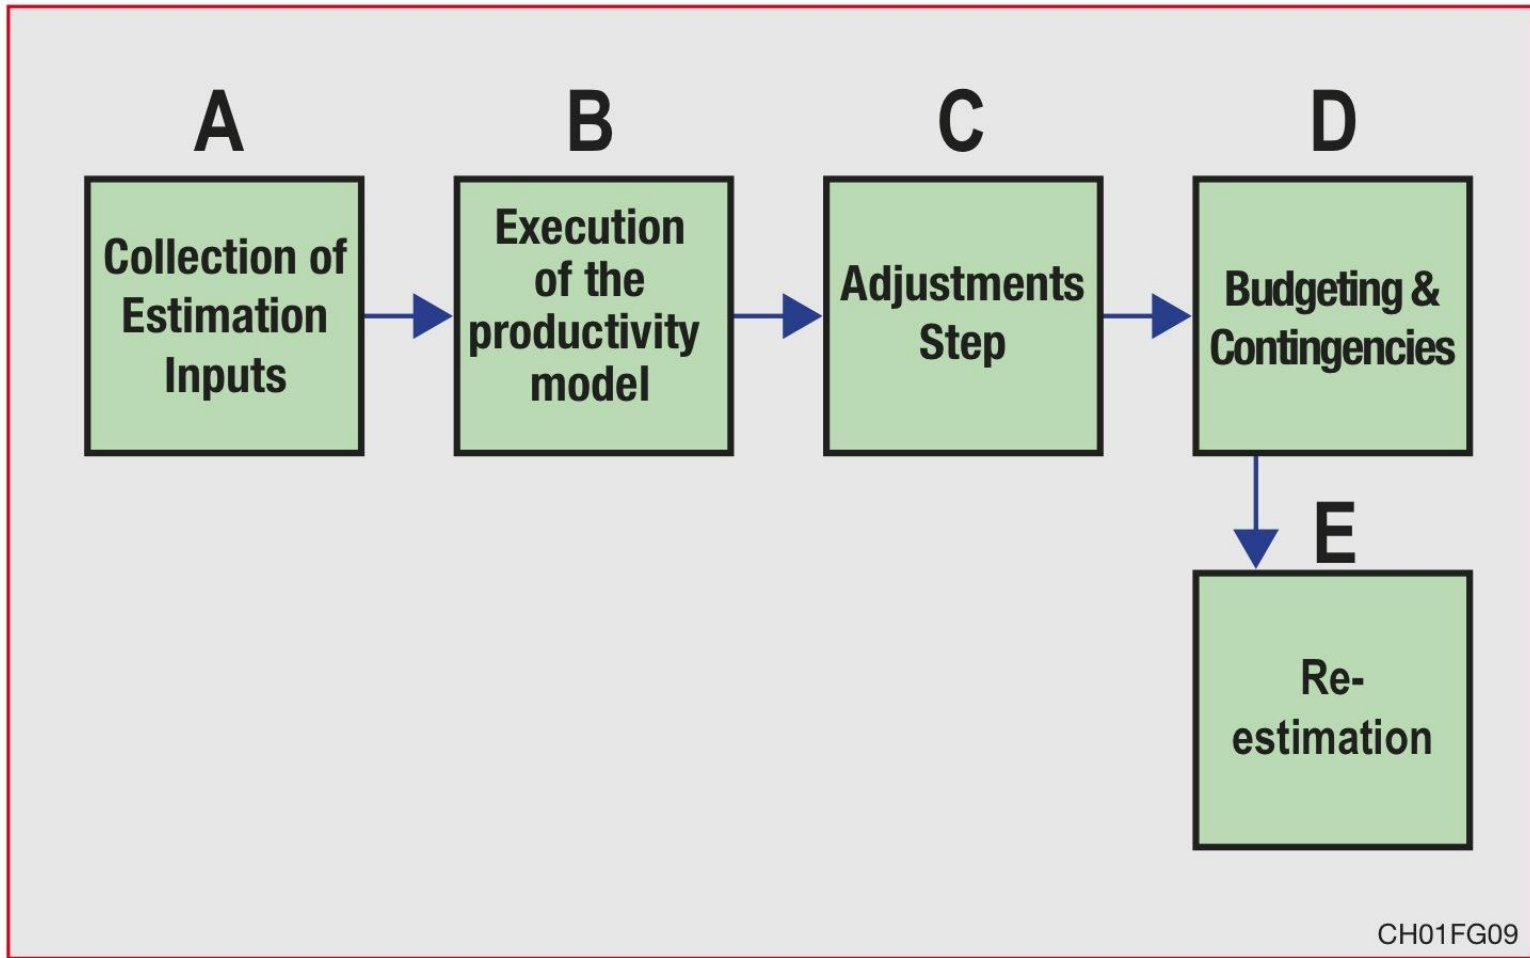 A
Collection of
Estimation
Inputs
B
Execution
of the
productivity
model
C
Adjustments
Step
D
Budgeting &
Contingencies
E
Re-
estimation
CH01FG09